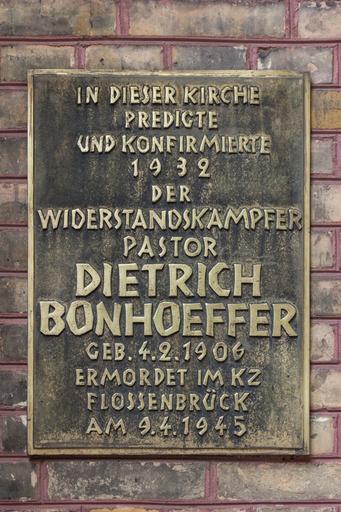 IN DIESER KIRCHE
PREDIGTE
UND KONFIRMIERTE
1932
DER
WIDERSTANDSKÄMPFER
PASTOR
DIETRICH
BONHOEFFER
GEB. 4.2.1906
ERMORDET IM KZ
FLOSSENBRÜCK
AM 9.4.1945